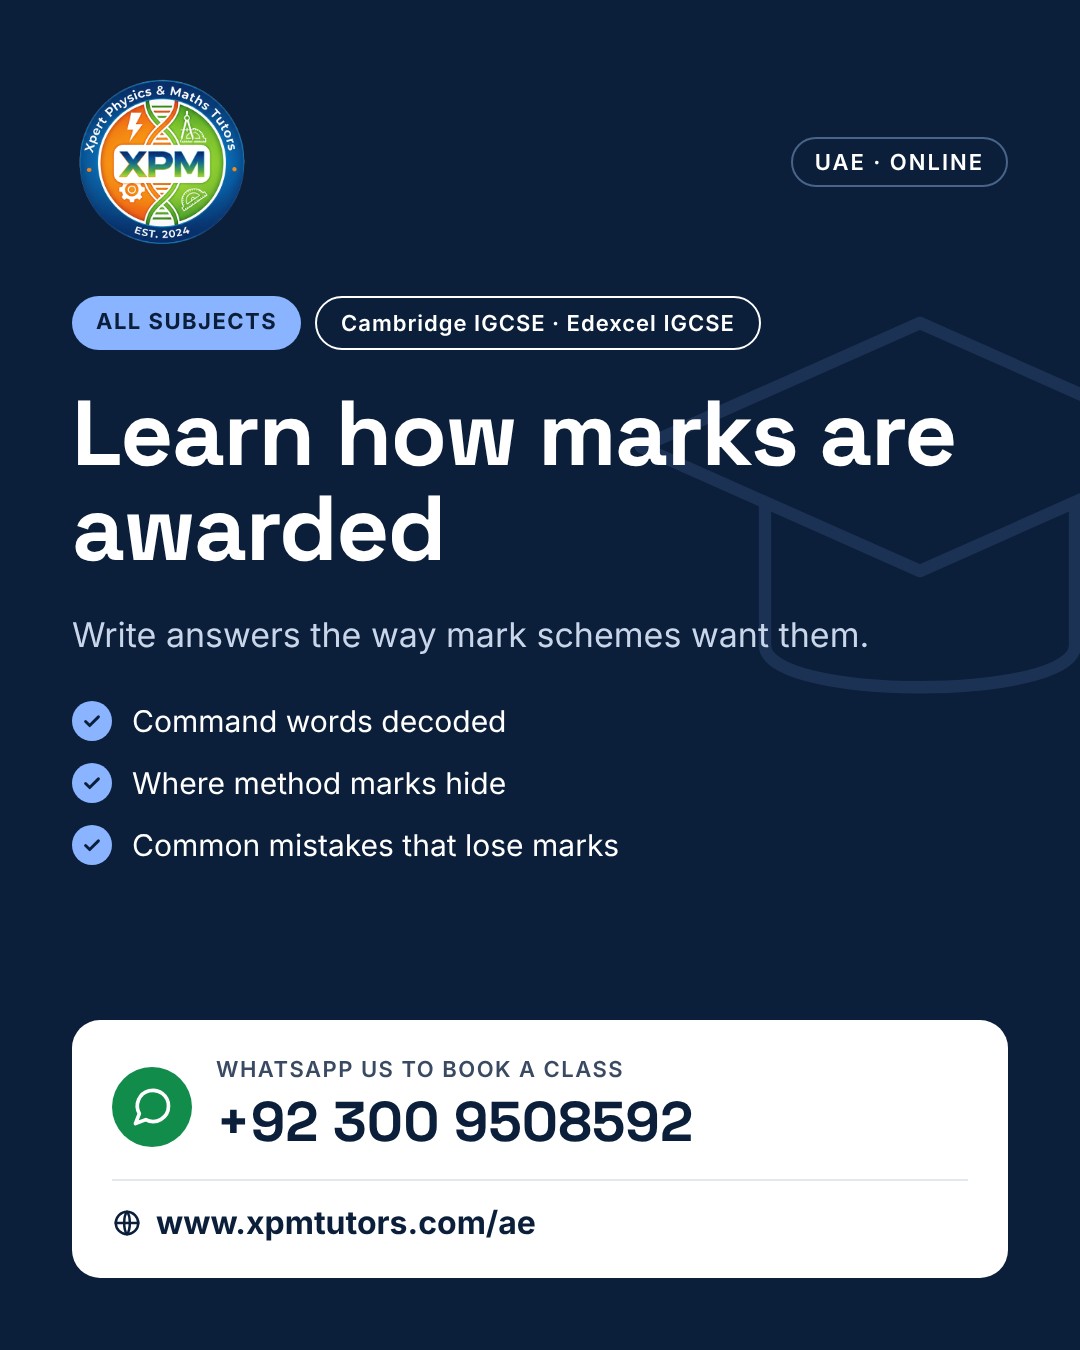 Xpert Physics & Maths Tutors
XPM
EST. 2024
UAE · ONLINE
ALL SUBJECTS
Cambridge IGCSE · Edexcel IGCSE
Learn how marks are
awarded
Write answers the way mark schemes want them.
Command words decoded
Where method marks hide
Common mistakes that lose marks
WHATSAPP US TO BOOK A CLASS
+92 300 9508592
www.xpmtutors.com/ae